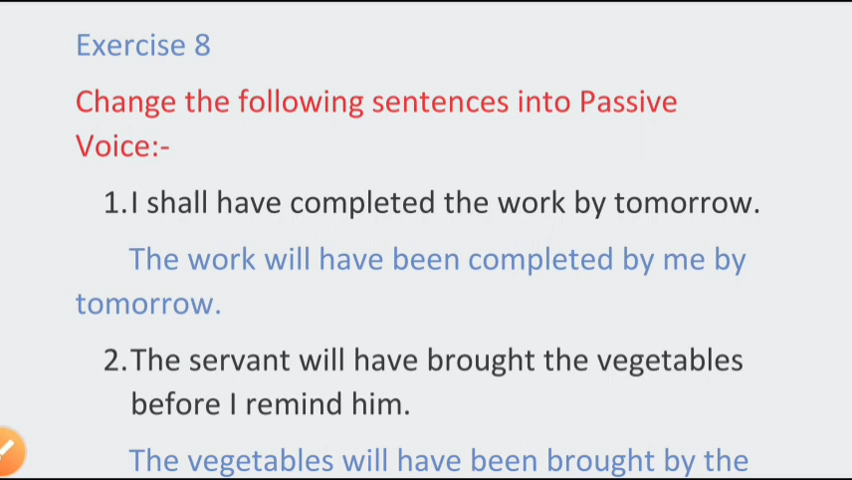 Exercise 8
Change the following sentences into Passive
Voice:-
1.I shall have completed the work by tomorrow.
The work will have been completed by me by
tomorrow.
2.The servant will have brought the vegetables
before I remind him.
The vegetables will have been brought by the